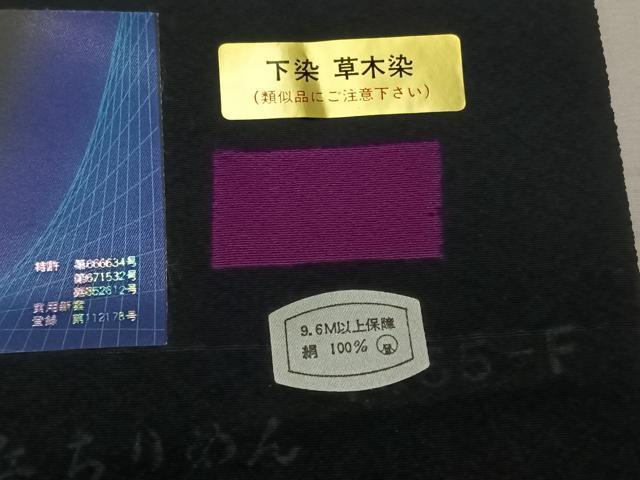 下染 草木染
(類似品にご注意下さい)
特許 第666634号
第671532号
第852612号
実用新案
登録 第112178号
9.6M以上保障
絹 100%
55-F
ちりめん